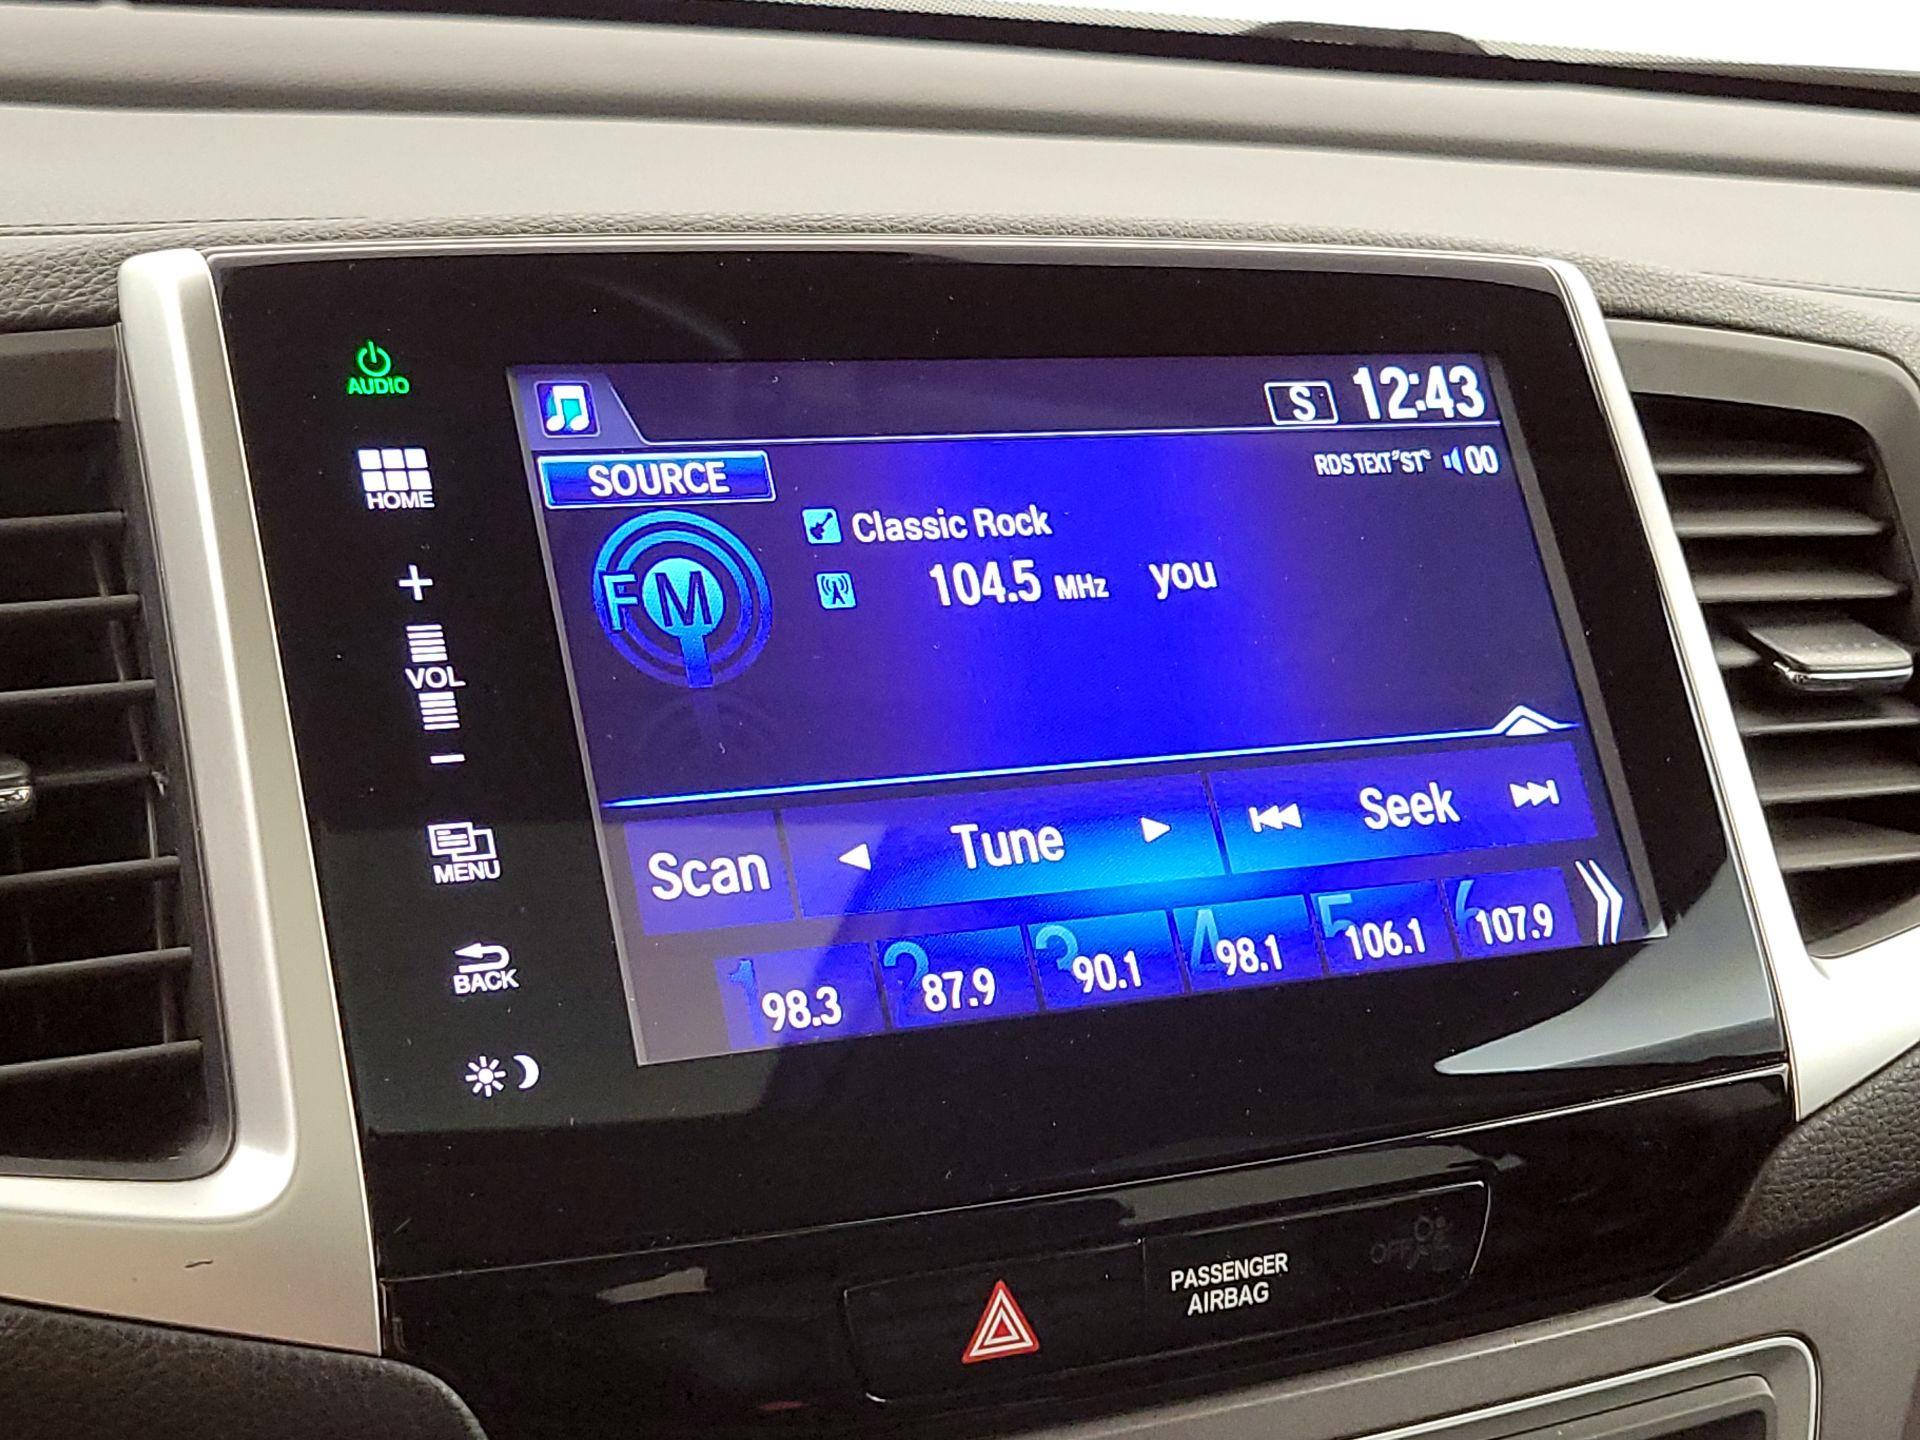 AUDIO
HOME
+
VOL
−
MENU
BACK
S 12:43
SOURCE
RDS TEXT "ST" 00
FM
Classic Rock
104.5 MHz you
Scan
Tune
Seek
1 98.3
2 87.9
3 90.1
4 98.1
5 106.1
6 107.9
PASSENGER
AIRBAG
OFF